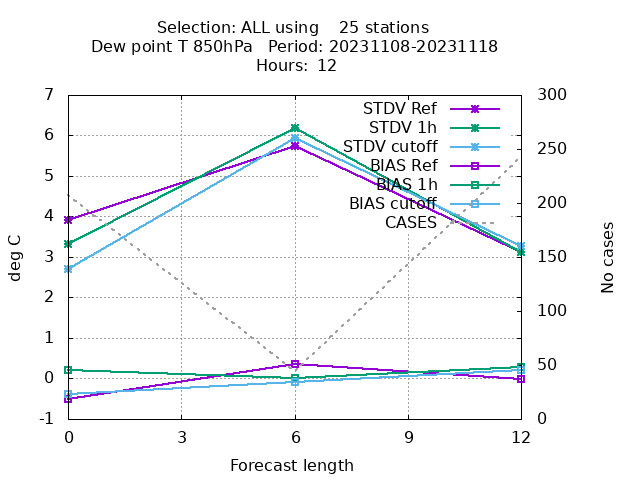 Selection: ALL using    25 stations
Dew point T 850hPa   Period: 20231108-20231118
Hours: 12
STDV Ref
STDV 1h
STDV cutoff
BIAS Ref
BIAS 1h
BIAS cutoff
CASES
7
6
5
4
3
2
1
0
-1
deg C
300
250
200
150
100
50
0
No cases
0 3 6 9 12
Forecast length